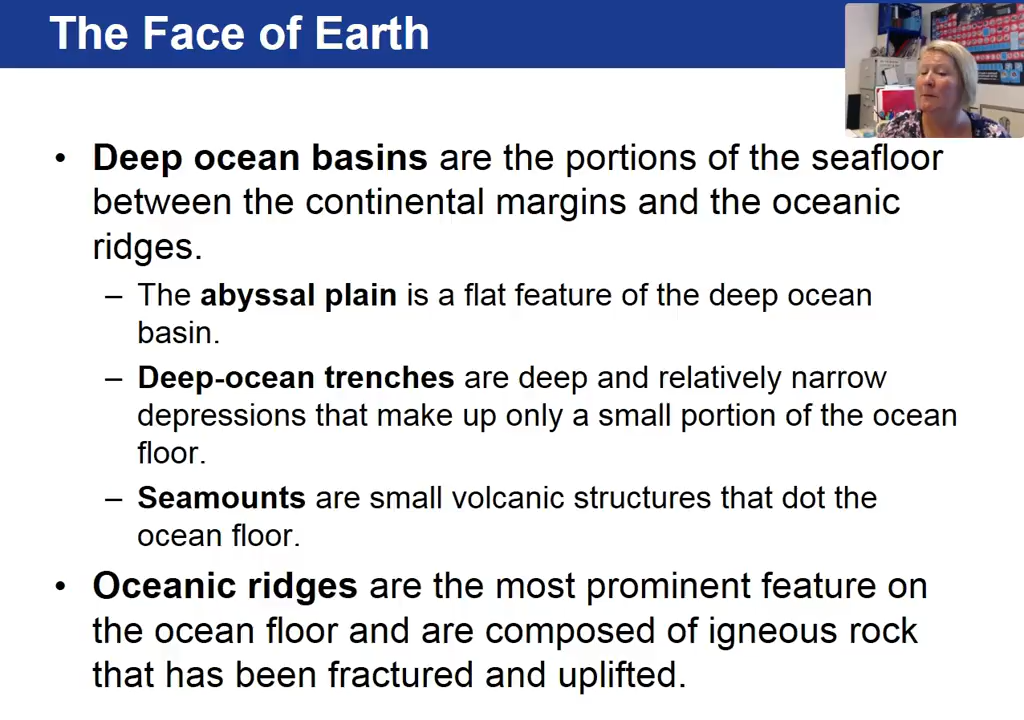 The Face of Earth
• Deep ocean basins are the portions of the seafloor
between the continental margins and the oceanic
ridges.
– The abyssal plain is a flat feature of the deep ocean
basin.
– Deep-ocean trenches are deep and relatively narrow
depressions that make up only a small portion of the ocean
floor.
– Seamounts are small volcanic structures that dot the
ocean floor.
• Oceanic ridges are the most prominent feature on
the ocean floor and are composed of igneous rock
that has been fractured and uplifted.